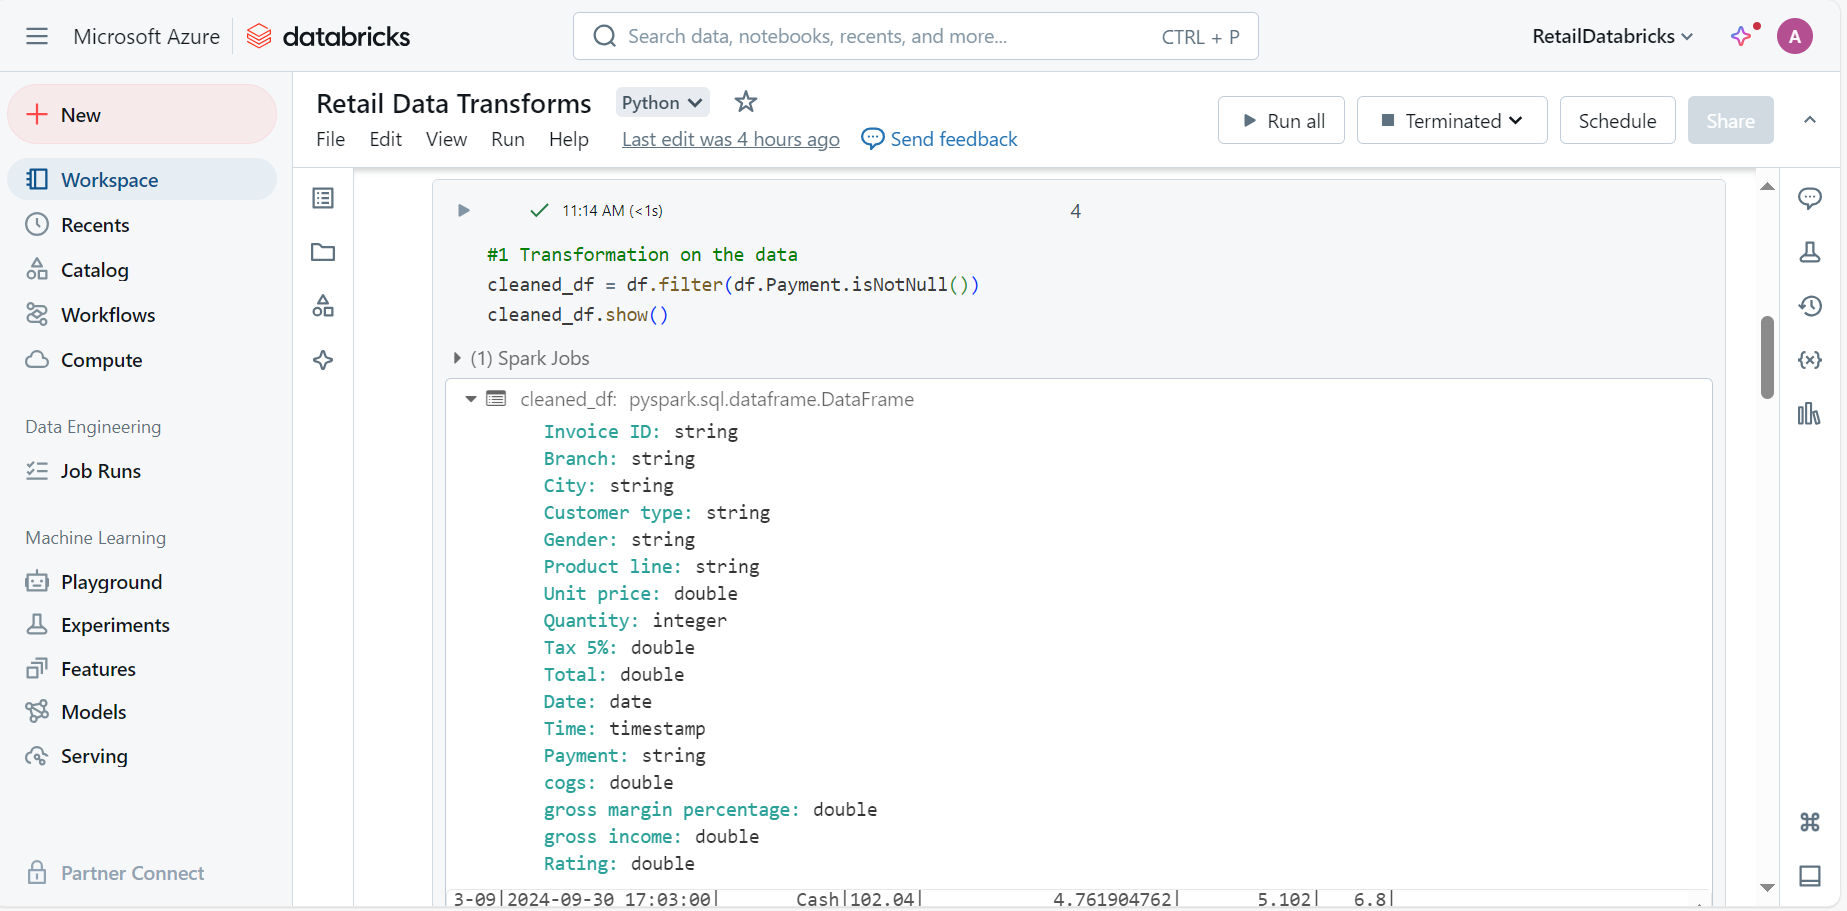 Microsoft Azure databricks Search data, notebooks, recents, and more... CTRL + P RetailDatabricks A
New
Workspace
Recents
Catalog
Workflows
Compute
Data Engineering
Job Runs
Machine Learning
Playground
Experiments
Features
Models
Serving
Partner Connect
Retail Data Transforms Python
File Edit View Run Help Last edit was 4 hours ago Send feedback
Run all Terminated Schedule Share
11:14 AM (<1s) 4
#1 Transformation on the data
cleaned_df = df.filter(df.Payment.isNotNull())
cleaned_df.show()
(1) Spark Jobs
cleaned_df: pyspark.sql.dataframe.DataFrame
Invoice ID: string
Branch: string
City: string
Customer type: string
Gender: string
Product line: string
Unit price: double
Quantity: integer
Tax 5%: double
Total: double
Date: date
Time: timestamp
Payment: string
cogs: double
gross margin percentage: double
gross income: double
Rating: double
3-09|2024-09-30 17:03:00| Cash|102.04| 4.761904762| 5.102| 6.8|